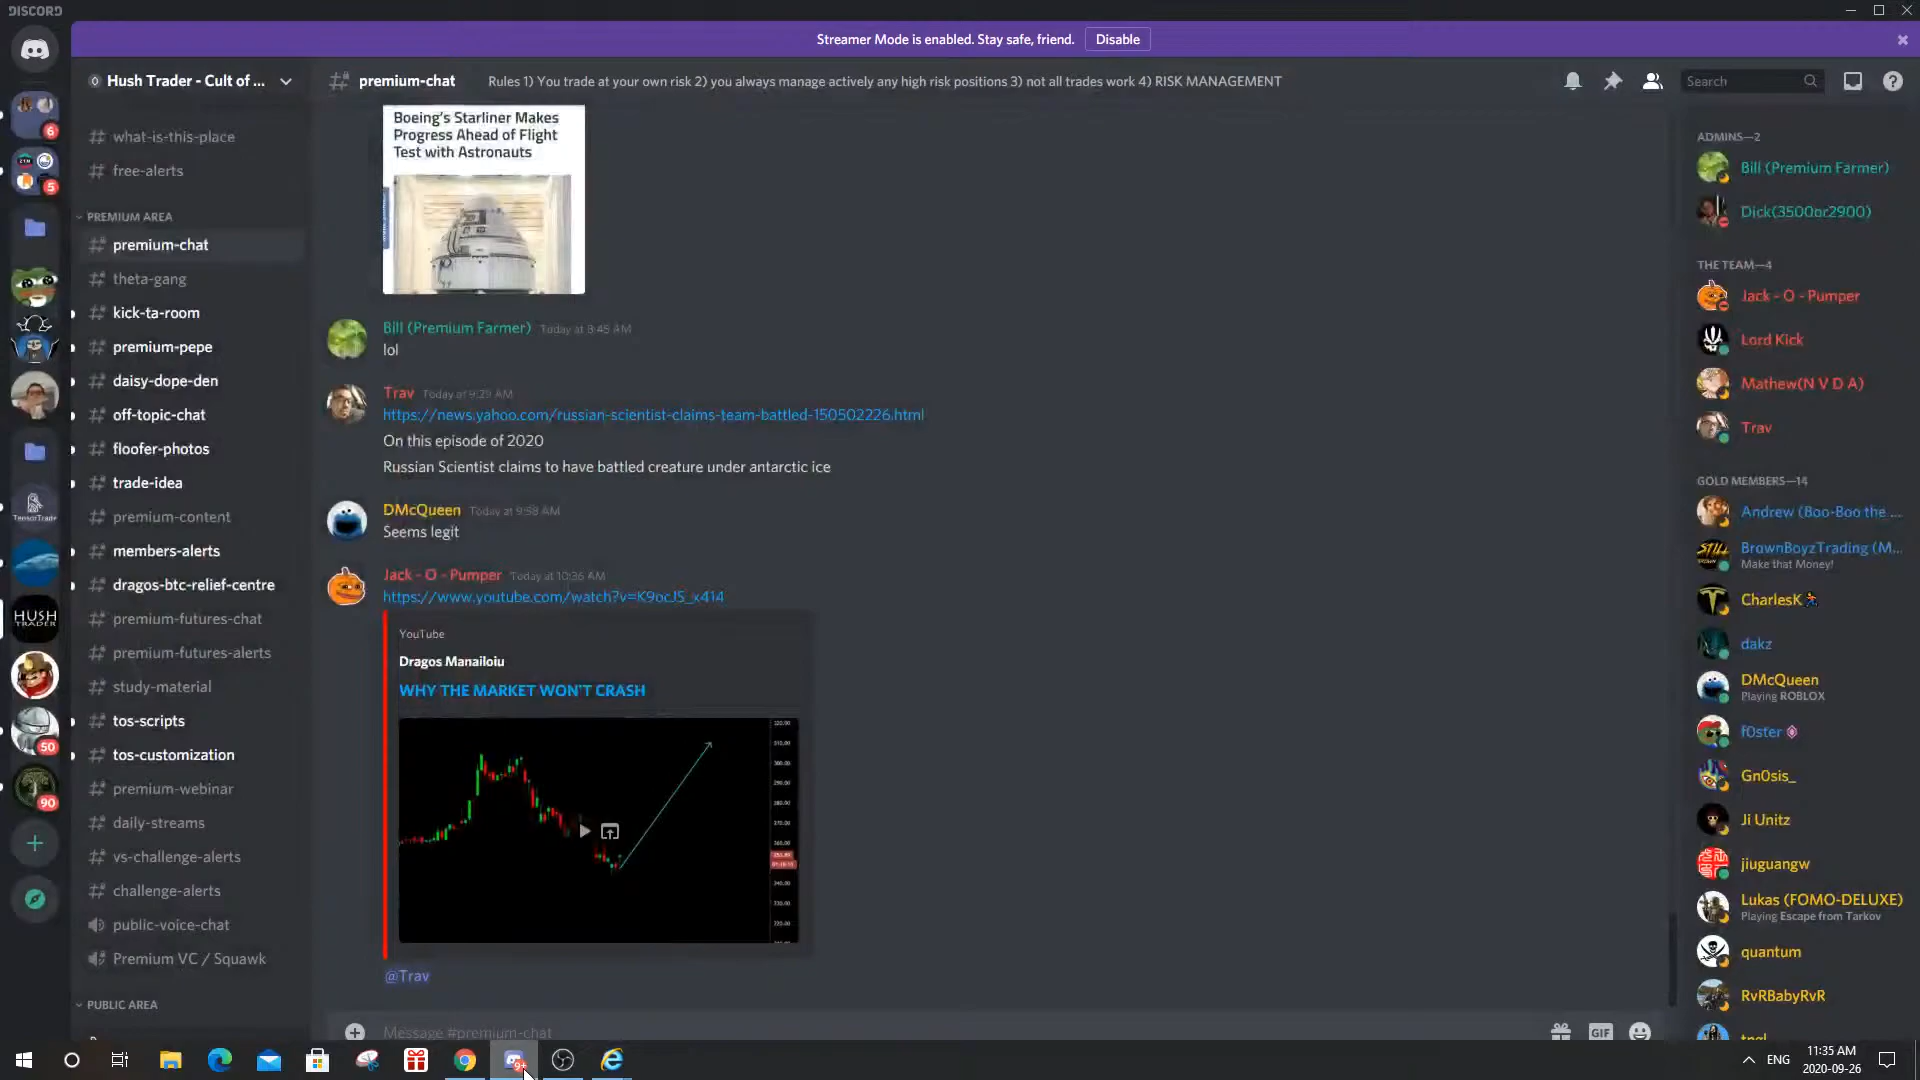 DISCORD
Streamer Mode is enabled. Stay safe, friend.
Disable
Hush Trader - Cult of ...
premium-chat
Rules 1) You trade at your own risk 2) you always manage actively any high risk positions 3) not all trades work 4) RISK MANAGEMENT
Search
what-is-this-place
free-alerts
PREMIUM AREA
premium-chat
theta-gang
kick-ta-room
premium-pepe
daisy-dope-den
off-topic-chat
floofer-photos
trade-idea
premium-content
members-alerts
dragos-btc-relief-centre
premium-futures-chat
premium-futures-alerts
study-material
tos-scripts
tos-customization
premium-webinar
daily-streams
vs-challenge-alerts
challenge-alerts
public-voice-chat
Premium VC / Squawk
PUBLIC AREA
6
5
TensorTrade
HUSH
TRADER
50
90
Boeing's Starliner Makes
Progress Ahead of Flight
Test with Astronauts
Bill (Premium Farmer) Today at 8:45 AM
lol
Trav Today at 9:29 AM
https://news.yahoo.com/russian-scientist-claims-team-battled-150502226.html
On this episode of 2020
Russian Scientist claims to have battled creature under antarctic ice
DMcQueen Today at 9:58 AM
Seems legit
Jack - O - Pumper Today at 10:36 AM
https://www.youtube.com/watch?v=K9ocJS_x414
YouTube
Dragos Manailoiu
WHY THE MARKET WON'T CRASH
@Trav
Message #premium-chat
GIF
ADMINS—2
Bill (Premium Farmer)
Dick(3500or2900)
THE TEAM—4
Jack - O - Pumper
Lord Kick
Mathew(N V D A)
Trav
GOLD MEMBERS—14
Andrew (Boo-Boo the ...
BrownBoyzTrading (M...
Make that Money!
CharlesK
dakz
DMcQueen
Playing ROBLOX
f0ster
Gn0sis_
Ji Unitz
jiuguangw
Lukas (FOMO-DELUXE)
Playing Escape from Tarkov
quantum
RvRBabyRvR
9+
ENG
11:35 AM
2020-09-26